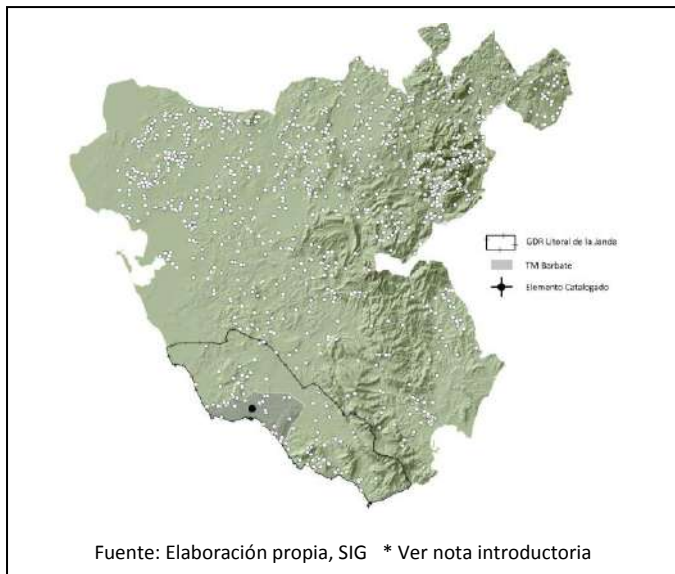 GDR Litoral de la Janda
TM Barbate
Elemento Catalogado
Fuente: Elaboración propia, SIG * Ver nota introductoria